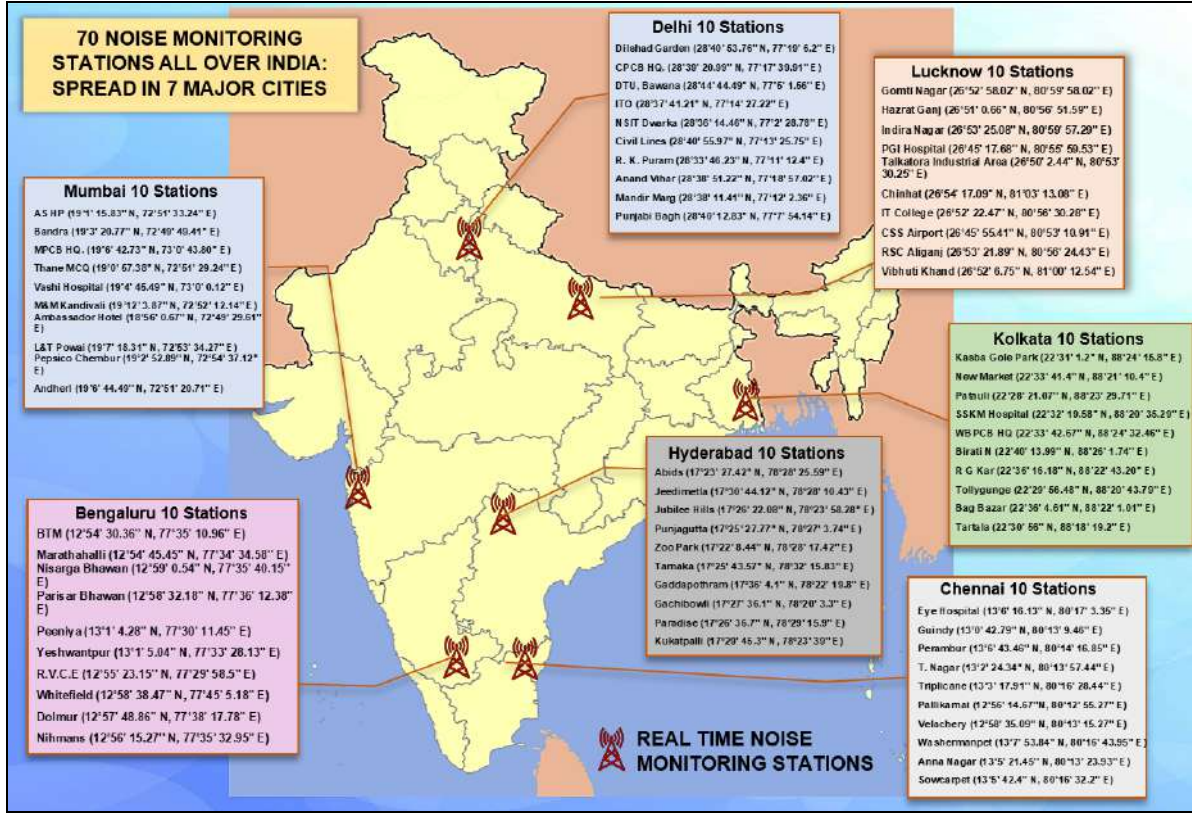 70 NOISE MONITORING
STATIONS ALL OVER INDIA:
SPREAD IN 7 MAJOR CITIES
Delhi 10 Stations
Dilshad Garden (28°40' 53.76" N, 77°19' 5.2" E)
CPCB HQ. (28°39' 20.99" N, 77°17' 39.91" E)
DTU, Bawana (28°44' 44.49" N, 77°5' 1.56" E)
ITO (28°37' 41.21" N, 77°14' 27.22" E)
NSIT Dwarka (28°36' 14.46" N, 77°2' 28.78" E)
Civil Lines (28°40' 55.97" N, 77°13' 25.75" E)
R. K. Puram (28°33' 46.23" N, 77°11' 12.4" E)
Anand Vihar (28°38' 51.22" N, 77°18' 57.02" E)
Mandir Marg (28°38' 11.41" N, 77°12' 2.36" E)
Punjabi Bagh (28°40' 12.83" N, 77°7' 54.14" E)
Lucknow 10 Stations
Gomti Nagar (26°52' 58.02" N, 80°59' 58.02" E)
Hazrat Ganj (26°51' 0.66" N, 80°56' 51.59" E)
Indira Nagar (26°53' 25.08" N, 80°59' 57.29" E)
PGI Hospital (26°45' 17.68" N, 80°55' 59.53" E)
Talkatora Industrial Area (26°50' 2.44" N, 80°53'
30.25" E)
Chinhat (26°54' 17.09" N, 81°03' 13.08" E)
IT College (26°52' 22.47" N, 80°56' 30.28" E)
CSS Airport (26°45' 55.41" N, 80°53' 10.91" E)
RSC Aliganj (26°53' 21.89" N, 80°56' 24.43" E)
Vibhuti Khand (26°52' 6.75" N, 81°00' 12.54" E)
Mumbai 10 Stations
AS HP (19°1' 15.83" N, 72°51' 33.24" E)
Bandra (19°3' 20.77" N, 72°49' 49.41" E)
MPCB HQ. (19°6' 42.73" N, 73°0' 43.80" E)
Thane MCQ (19°0' 57.38" N, 72°51' 29.24" E)
Vashi Hospital (19°4' 45.49" N, 73°0' 0.12" E)
M&M Kandivali (19°12' 3.87" N, 72°52' 12.14" E)
Ambassador Hotel (18°56' 0.67" N, 72°49' 29.61"
E)
L&T Powai (19°7' 18.31" N, 72°53' 34.27" E)
Pepsico Chembur (19°2' 52.89" N, 72°54' 37.12"
E)
Andheri (19°6' 44.49" N, 72°51' 20.71" E)
Kolkata 10 Stations
Kasba Gole Park (22°31' 1.2" N, 88°24' 15.8" E)
New Market (22°33' 41.4" N, 88°21' 10.4" E)
Patauli (22°28' 21.07" N, 88°23' 29.71" E)
SSKM Hospital (22°32' 19.58" N, 88°20' 35.29" E)
WBPCB HQ (22°33' 42.67" N, 88°24' 32.46" E)
Birati N (22°40' 13.99" N, 88°26' 1.74" E)
R G Kar (22°36' 16.18" N, 88°22' 43.20" E)
Tollygunge (22°29' 56.48" N, 88°20' 43.79" E)
Bag Bazar (22°36' 4.61" N, 88°22' 1.01" E)
Tartala (22°30' 56" N, 88°18' 19.2" E)
Hyderabad 10 Stations
Abids (17°23' 27.42" N, 78°28' 25.59" E)
Jeedimetla (17°30' 44.12" N, 78°28' 10.43" E)
Jubilee Hills (17°26' 22.08" N, 78°23' 58.28" E)
Punjagutta (17°25' 27.77" N, 78°27' 3.74" E)
Zoo Park (17°22' 8.44" N, 78°28' 17.42" E)
Tarnaka (17°25' 43.57" N, 78°32' 15.83" E)
Gaddapothram (17°36' 4.1" N, 78°22' 19.8" E)
Gachibowli (17°27' 36.1" N, 78°20' 3.3" E)
Paradise (17°26' 36.7" N, 78°29' 15.9" E)
Kukatpalli (17°29' 45.3" N, 78°23' 39" E)
Bengaluru 10 Stations
BTM (12°54' 30.36" N, 77°35' 10.96" E)
Marathahalli (12°54' 45.45" N, 77°34' 34.58" E)
Nisarga Bhawan (12°59' 0.54" N, 77°35' 40.15"
E)
Parisar Bhawan (12°58' 32.18" N, 77°36' 12.38"
E)
Peeniya (13°1' 4.28" N, 77°30' 11.45" E)
Yeshwantpur (13°1' 5.04" N, 77°33' 28.13" E)
R.V.C.E (12°55' 23.15" N, 77°29' 58.5" E)
Whitefield (12°58' 38.47" N, 77°45' 5.18" E)
Dolmur (12°57' 48.86" N, 77°38' 17.78" E)
Nihmans (12°56' 15.27" N, 77°35' 32.95" E)
Chennai 10 Stations
Eye Hospital (13°6' 16.13" N, 80°17' 3.35" E)
Guindy (13°0' 42.79" N, 80°13' 9.46" E)
Perambur (13°6' 43.46" N, 80°14' 16.85" E)
T. Nagar (13°2' 24.34" N, 80°13' 57.44" E)
Triplicane (13°3' 17.91" N, 80°16' 28.44" E)
Pallikarnai (12°56' 14.67"N, 80°12' 55.27" E)
Velachery (12°58' 35.09" N, 80°13' 15.27" E)
Washermanpet (13°7' 53.84" N, 80°16' 43.95" E)
Anna Nagar (13°5' 21.45" N, 80°13' 23.93" E)
Sowcarpet (13°5' 42.4" N, 80°16' 32.2" E)
REAL TIME NOISE
MONITORING STATIONS